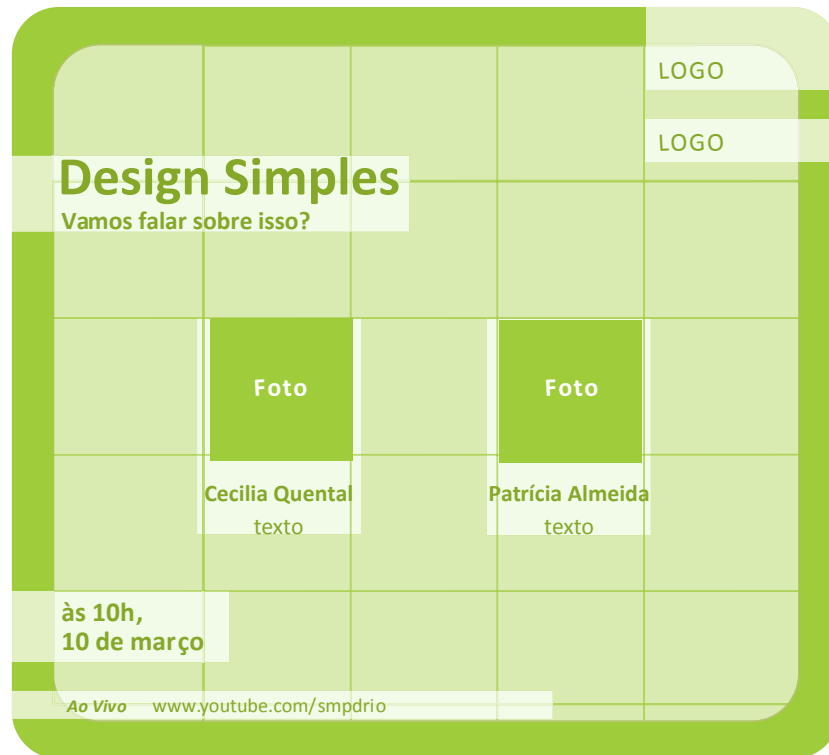 LOGO
LOGO
Design Simples
Vamos falar sobre isso?
Foto
Foto
Cecilia Quental
texto
Patrícia Almeida
texto
às 10h,
10 de março
Ao Vivo www.youtube.com/smpdrio